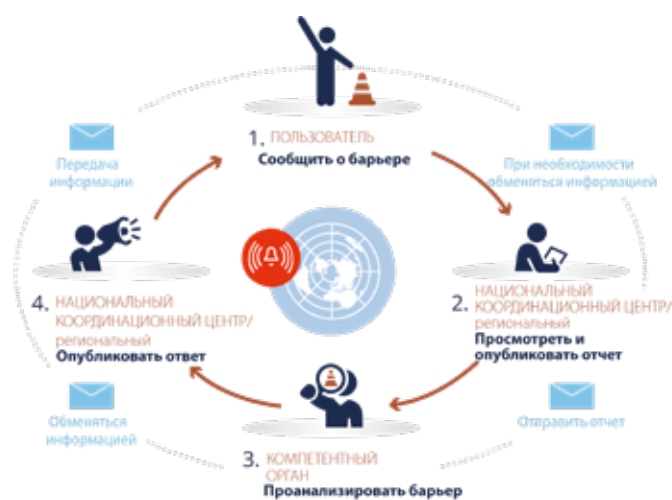 1. ПОЛЬЗОВАТЕЛЬ
Сообщить о барьере
Передача
информации
При необходимости
обменяться информацией
2. НАЦИОНАЛЬНЫЙ
КООРДИНАЦИОННЫЙ ЦЕНТР/
региональный
Просмотреть и
опубликовать отчет
4. НАЦИОНАЛЬНЫЙ
КООРДИНАЦИОННЫЙ ЦЕНТР/
региональный
Опубликовать ответ
Обменяться
информацией
Отправить отчет
3. КОМПЕТЕНТНЫЙ
ОРГАН
Проанализировать барьер